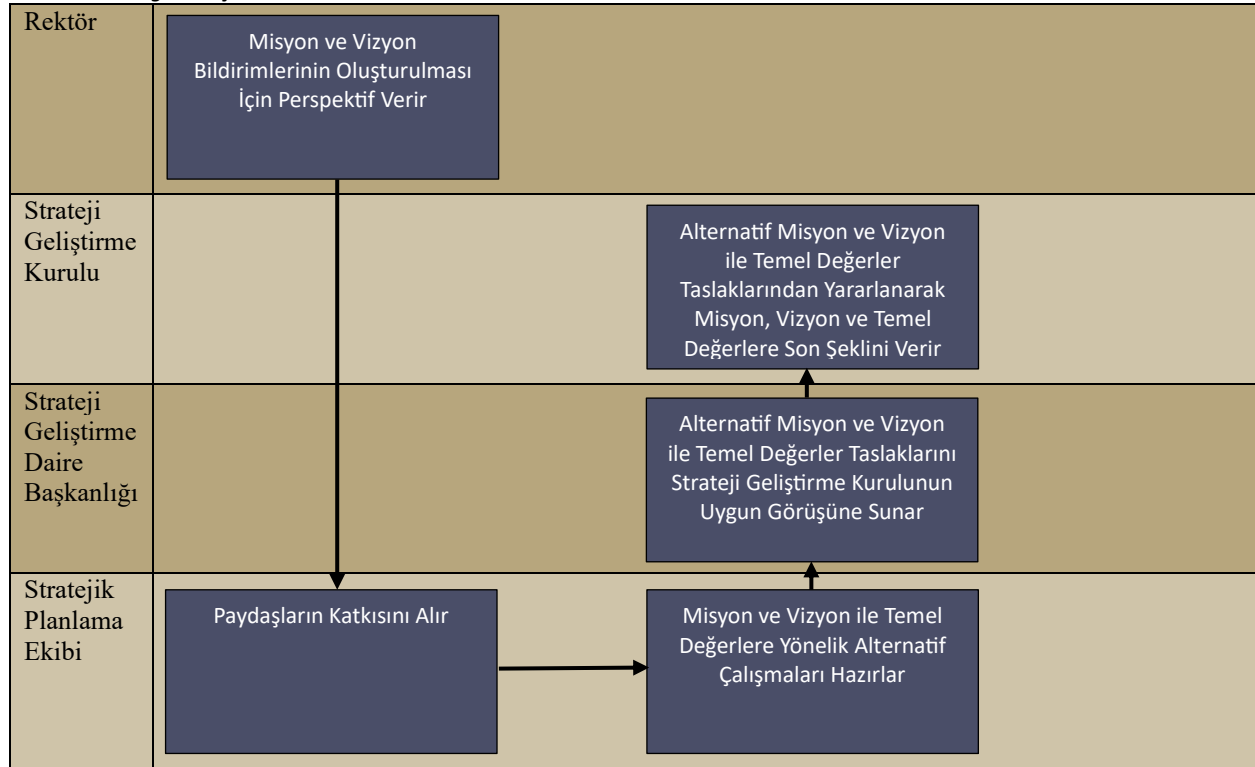 Rektör
Misyon ve Vizyon
Bildirimlerinin Oluşturulması
İçin Perspektif Verir
Strateji
Geliştirme
Kurulu
Alternatif Misyon ve Vizyon
ile Temel Değerler
Taslaklarından Yararlanarak
Misyon, Vizyon ve Temel
Değerlere Son Şeklini Verir
Strateji
Geliştirme
Daire
Başkanlığı
Alternatif Misyon ve Vizyon
ile Temel Değerler Taslaklarını
Strateji Geliştirme Kurulunun
Uygun Görüşüne Sunar
Stratejik
Planlama
Ekibi
Paydaşların Katkısını Alır
Misyon ve Vizyon ile Temel
Değerlere Yönelik Alternatif
Çalışmaları Hazırlar